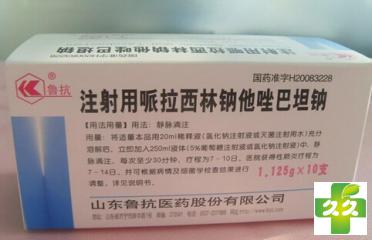 国药准字H20083228
鲁抗
注射用哌拉西林钠他唑巴坦钠
【用法用量】用法：静脉滴注
用量：将适量本品用20ml稀释液（氯化钠注射液或灭菌注射用水）充分
溶解后，立即加入250ml液体（5%葡萄糖注射液或氯化钠注射液）中，静
脉滴注，每次至少30分钟，疗程为7-10日。医院获得性肺炎疗程为
7-14日。并可根据病情及细菌学检查结果进行
调整。详见说明书。
1.125g×10支
山东鲁抗医药股份有限公司